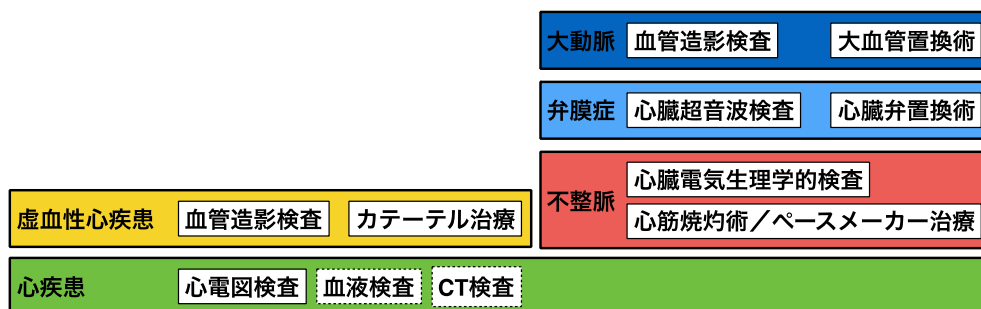 大動脈 血管造影検査 大血管置換術
弁膜症 心臓超音波検査 心臓弁置換術
不整脈 心臓電気生理学的検査
心筋焼灼術／ペースメーカー治療
虚血性心疾患 血管造影検査 カテーテル治療
心疾患 心電図検査 血液検査 CT検査